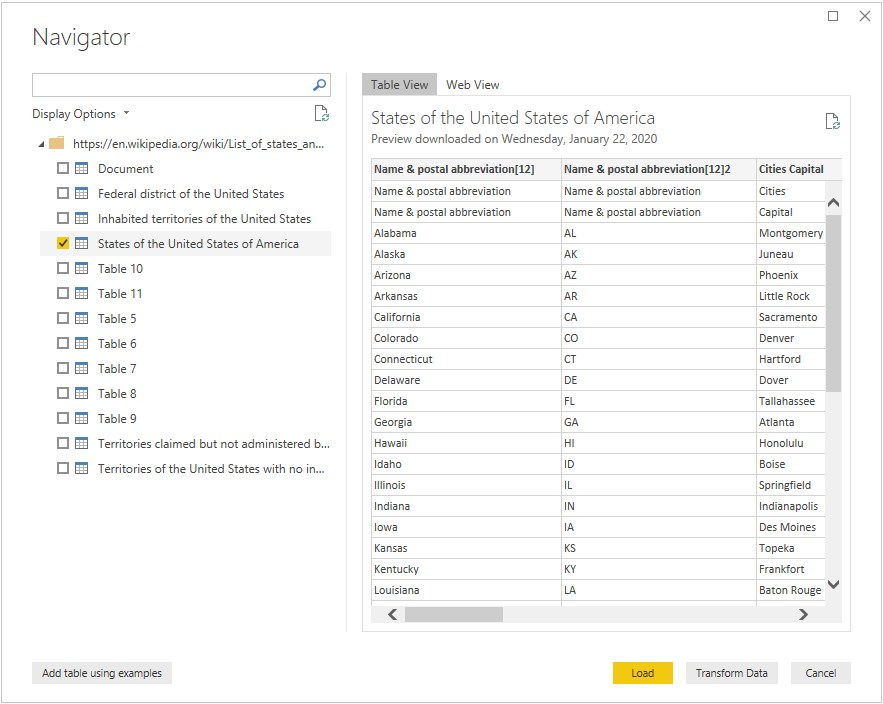 Navigator
Display Options
https://en.wikipedia.org/wiki/List_of_states_an...
Document
Federal district of the United States
Inhabited territories of the United States
States of the United States of America
Table 10
Table 11
Table 5
Table 6
Table 7
Table 8
Table 9
Territories claimed but not administered b...
Territories of the United States with no in...
Table View Web View
States of the United States of America
Preview downloaded on Wednesday, January 22, 2020
Name & postal abbreviation[12] Name & postal abbreviation[12]2 Cities Capital
Name & postal abbreviation Name & postal abbreviation Cities
Name & postal abbreviation Name & postal abbreviation Capital
Alabama AL Montgomery
Alaska AK Juneau
Arizona AZ Phoenix
Arkansas AR Little Rock
California CA Sacramento
Colorado CO Denver
Connecticut CT Hartford
Delaware DE Dover
Florida FL Tallahassee
Georgia GA Atlanta
Hawaii HI Honolulu
Idaho ID Boise
Illinois IL Springfield
Indiana IN Indianapolis
Iowa IA Des Moines
Kansas KS Topeka
Kentucky KY Frankfort
Louisiana LA Baton Rouge
Add table using examples Load Transform Data Cancel